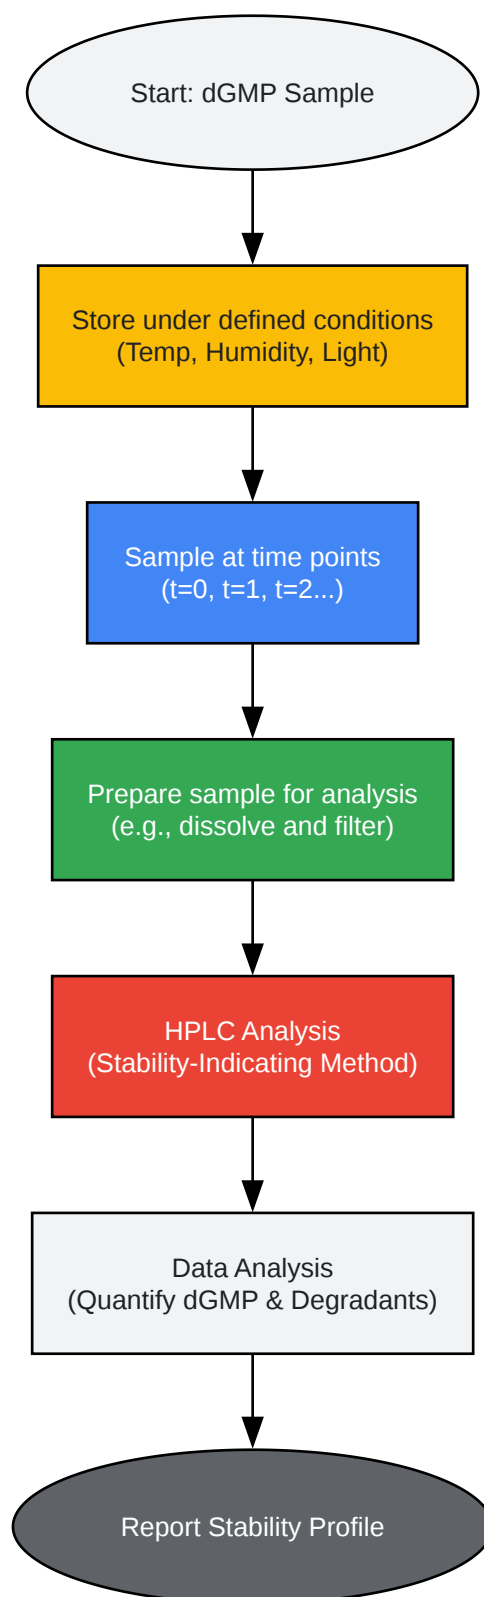 Start: dGMP Sample
Store under defined conditions
(Temp, Humidity, Light)
Sample at time points
(t=0, t=1, t=2...)
Prepare sample for analysis
(e.g., dissolve and filter)
HPLC Analysis
(Stability-Indicating Method)
Data Analysis
(Quantify dGMP & Degradants)
Report Stability Profile